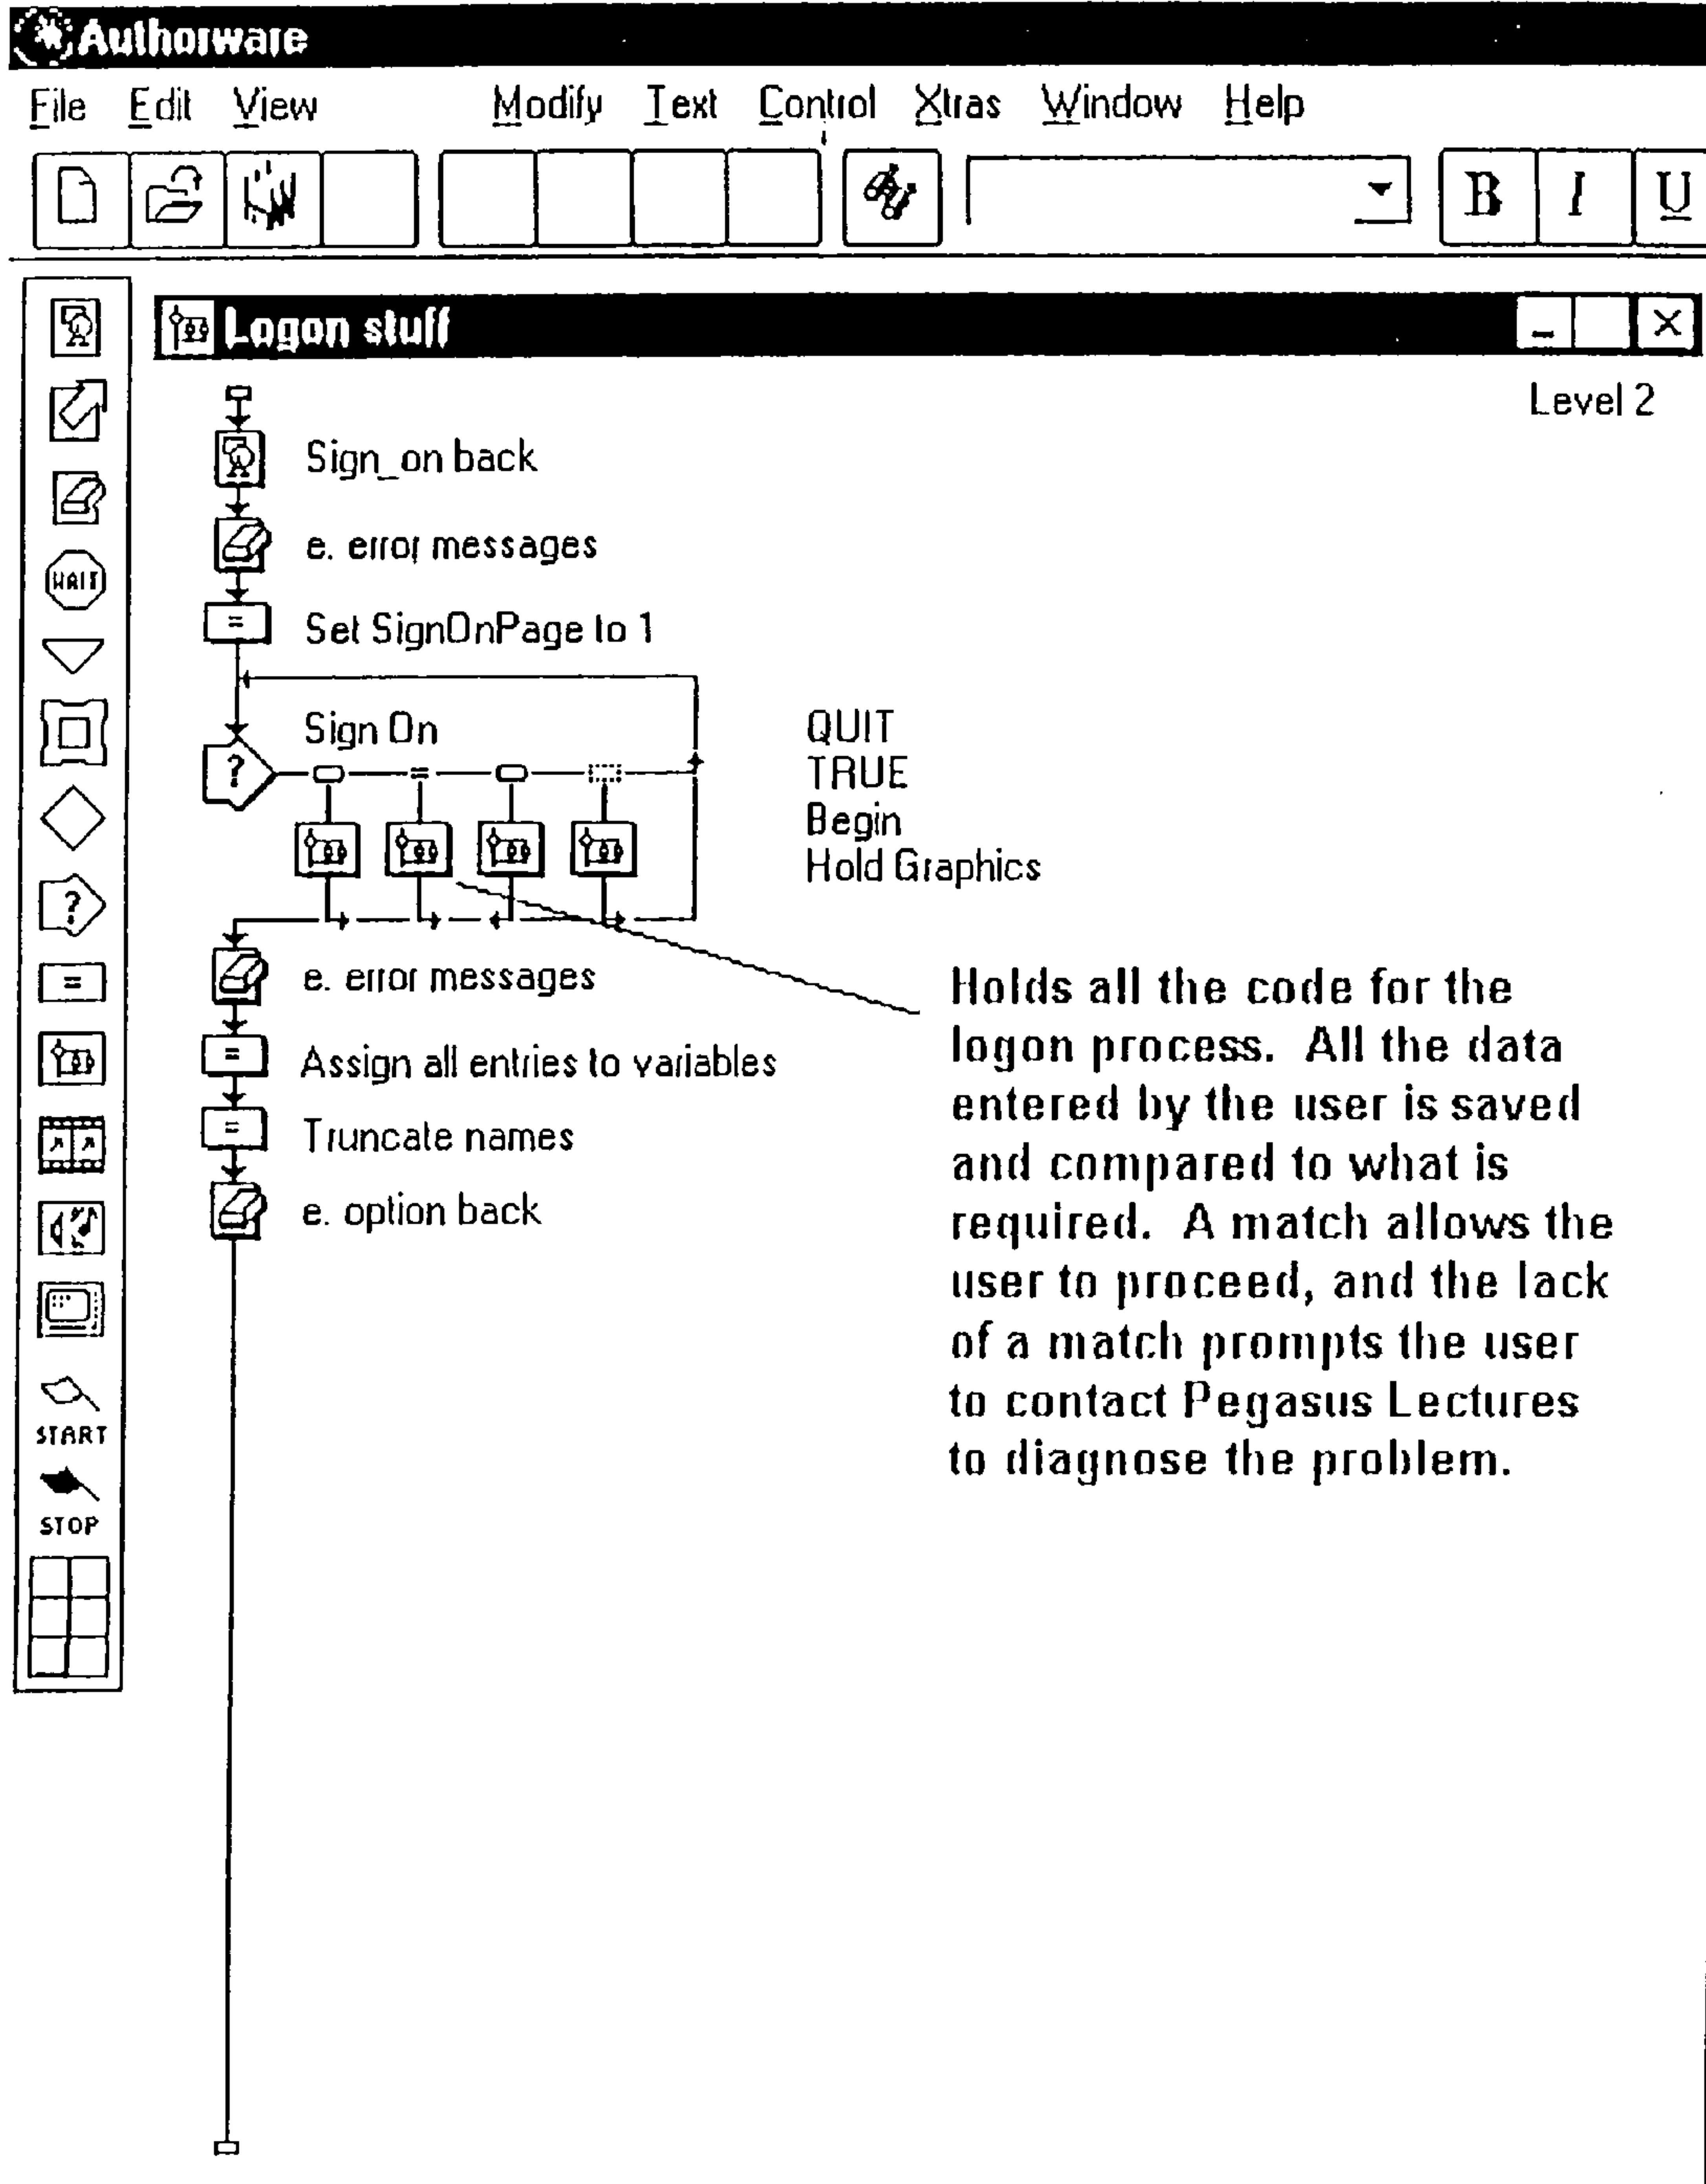 Authorware
File Edit View Modify Text Control Xtras Window Help
B I U
Logon stuff
Level 2
Sign_on back
e. error messages
Set SignOnPage to 1
Sign On
QUIT
TRUE
Begin
Hold Graphics
e. error messages
Assign all entries to variables
Truncate names
e. option back
Holds all the code for the
logon process. All the data
entered by the user is saved
and compared to what is
required. A match allows the
user to proceed, and the lack
of a match prompts the user
to contact Pegasus Lectures
to diagnose the problem.
WAIT
START
STOP